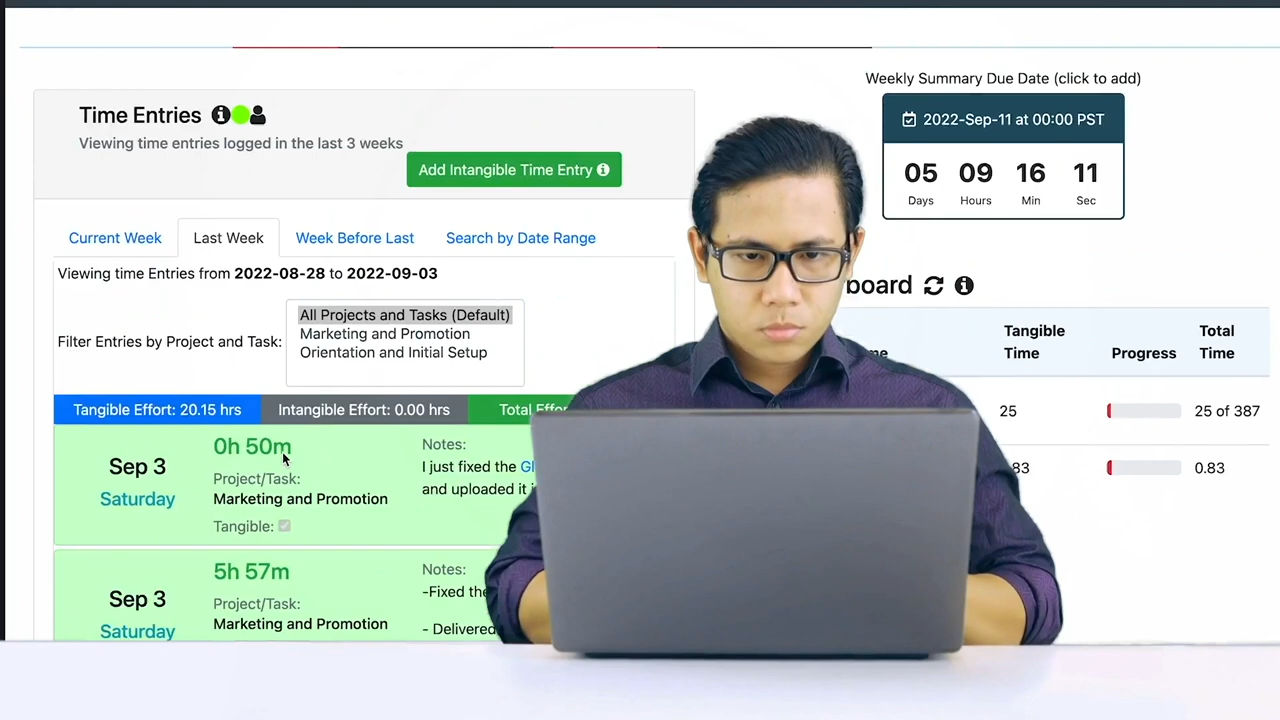 Weekly Summary Due Date (click to add)
Time Entries
Viewing time entries logged in the last 3 weeks
Add Intangible Time Entry
2022-Sep-11 at 00:00 PST
05 09 16 11
Days Hours Min Sec
Current Week Last Week Week Before Last Search by Date Range
Viewing time Entries from 2022-08-28 to 2022-09-03
Filter Entries by Project and Task:
All Projects and Tasks (Default)
Marketing and Promotion
Orientation and Initial Setup
Tangible Effort: 20.15 hrs Intangible Effort: 0.00 hrs Total
Sep 3
Saturday
0h 50m
Project/Task:
Marketing and Promotion
Tangible:
Notes:
I just fixed the
and uploaded it
Sep 3
Saturday
5h 57m
Project/Task:
Marketing and Promotion
Notes:
-Fixed the
- Delivered
board
Tangible Time
Progress
Total Time
25 25 of 387
83 0.83